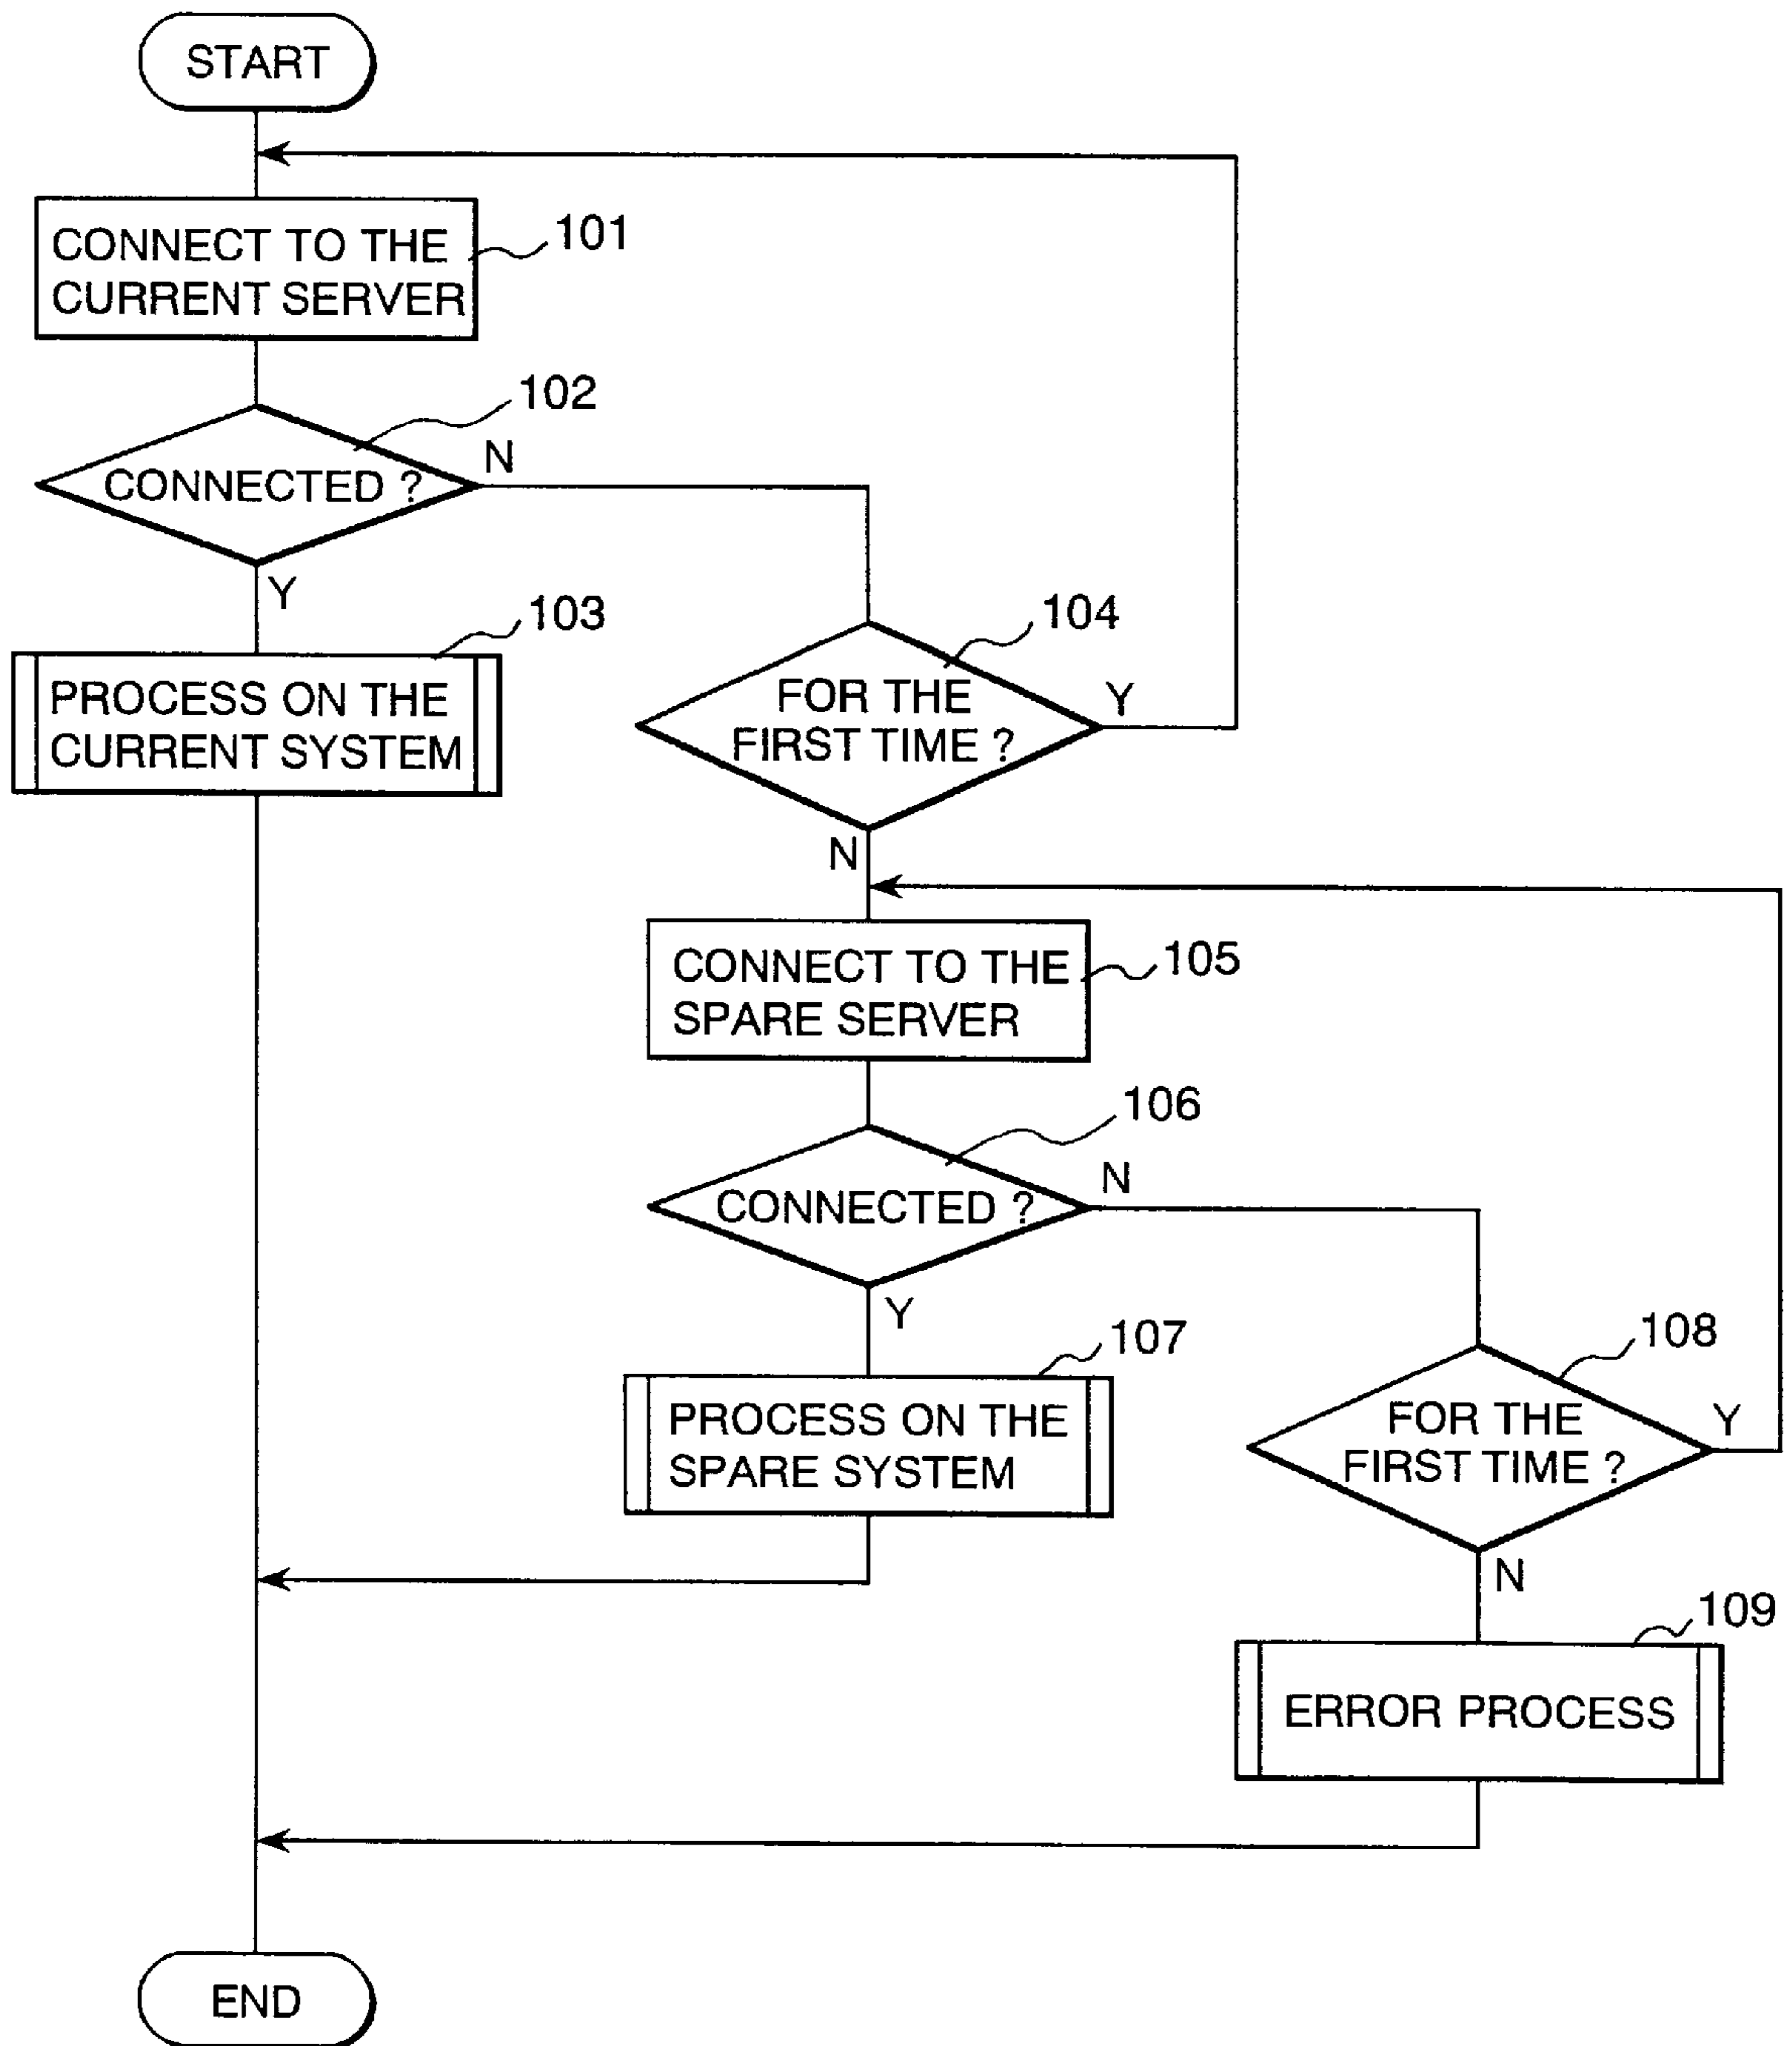 START
CONNECT TO THE
CURRENT SERVER
101
102
CONNECTED ?
N
Y
103
PROCESS ON THE
CURRENT SYSTEM
104
FOR THE
FIRST TIME ?
Y
N
CONNECT TO THE
SPARE SERVER
105
106
CONNECTED ?
N
Y
107
PROCESS ON THE
SPARE SYSTEM
108
FOR THE
FIRST TIME ?
Y
N
109
ERROR PROCESS
END